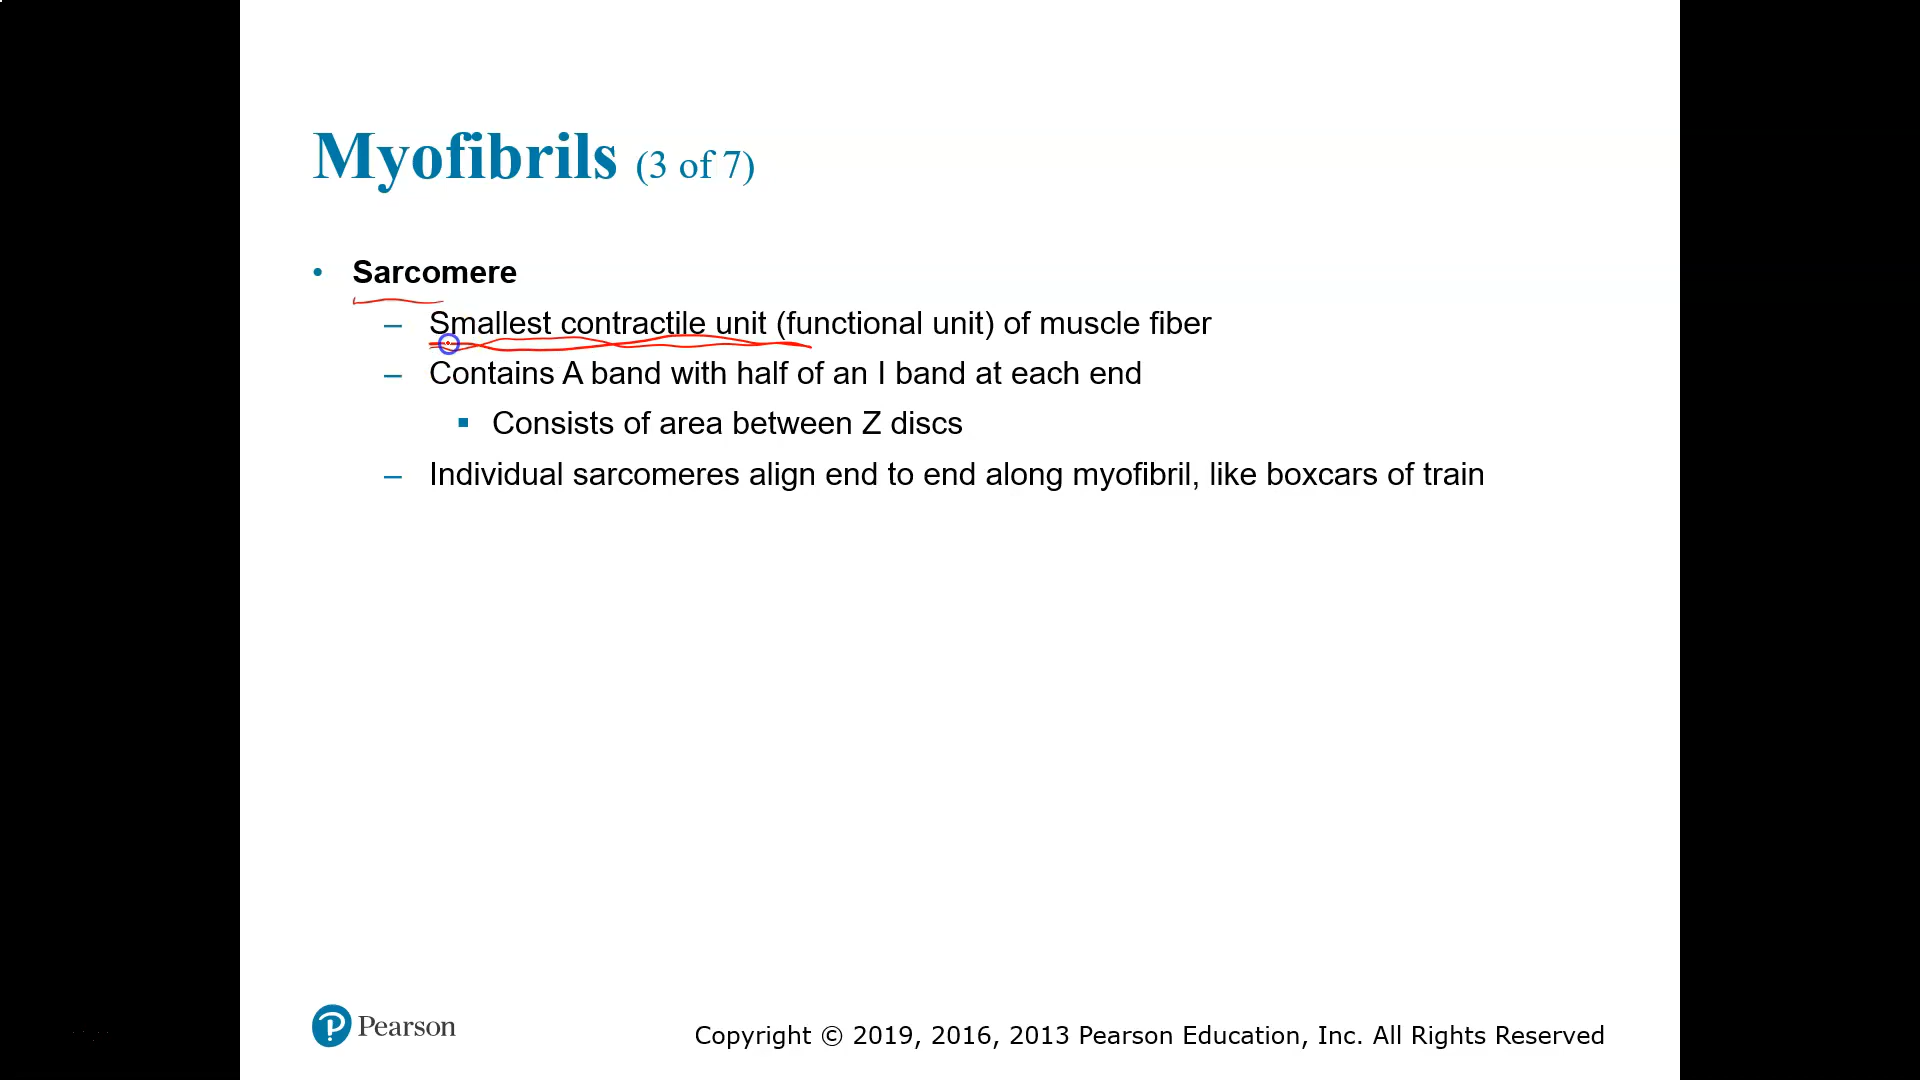 Myofibrils (3 of 7)
• Sarcomere
– Smallest contractile unit (functional unit) of muscle fiber
– Contains A band with half of an I band at each end
▪ Consists of area between Z discs
– Individual sarcomeres align end to end along myofibril, like boxcars of train
Pearson
Copyright © 2019, 2016, 2013 Pearson Education, Inc. All Rights Reserved